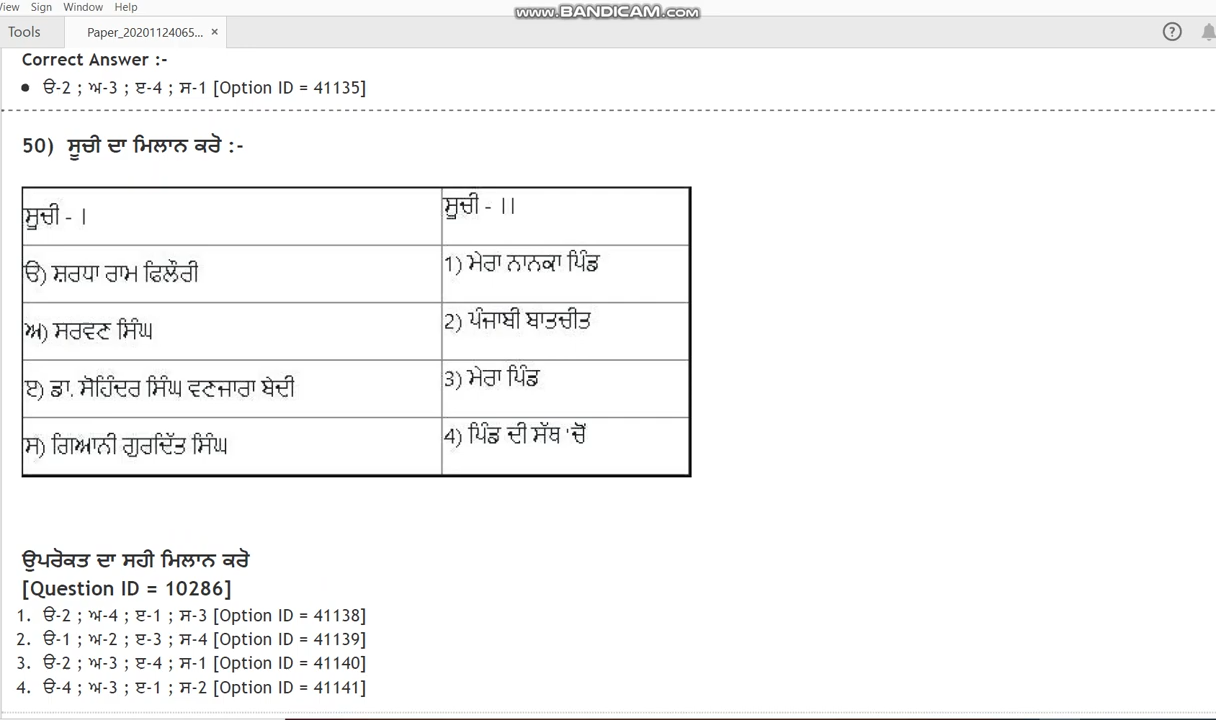 View Sign Window Help
www.BANDICAM.com
Tools Paper_20201124065... ×
Correct Answer :-
• ੳ-2 ; ਅ-3 ; ੲ-4 ; ਸ-1 [Option ID = 41135]
50) ਸੂਚੀ ਦਾ ਮਿਲਾਨ ਕਰੋ :-
ਸੂਚੀ - I ਸੂਚੀ - II
ੳ) ਸ਼ਰਧਾ ਰਾਮ ਫਿਲੌਰੀ 1) ਮੇਰਾ ਨਾਨਕਾ ਪਿੰਡ
ਅ) ਸਰਵਣ ਸਿੰਘ 2) ਪੰਜਾਬੀ ਬਾਤਚੀਤ
ੲ) ਡਾ. ਸੋਹਿੰਦਰ ਸਿੰਘ ਵਣਜਾਰਾ ਬੇਦੀ 3) ਮੇਰਾ ਪਿੰਡ
ਸ) ਗਿਆਨੀ ਗੁਰਦਿੱਤ ਸਿੰਘ 4) ਪਿੰਡ ਦੀ ਸੱਥ 'ਚੋਂ
ਉਪਰੋਕਤ ਦਾ ਸਹੀ ਮਿਲਾਨ ਕਰੋ
[Question ID = 10286]
1. ੳ-2 ; ਅ-4 ; ੲ-1 ; ਸ-3 [Option ID = 41138]
2. ੳ-1 ; ਅ-2 ; ੲ-3 ; ਸ-4 [Option ID = 41139]
3. ੳ-2 ; ਅ-3 ; ੲ-4 ; ਸ-1 [Option ID = 41140]
4. ੳ-4 ; ਅ-3 ; ੲ-1 ; ਸ-2 [Option ID = 41141]